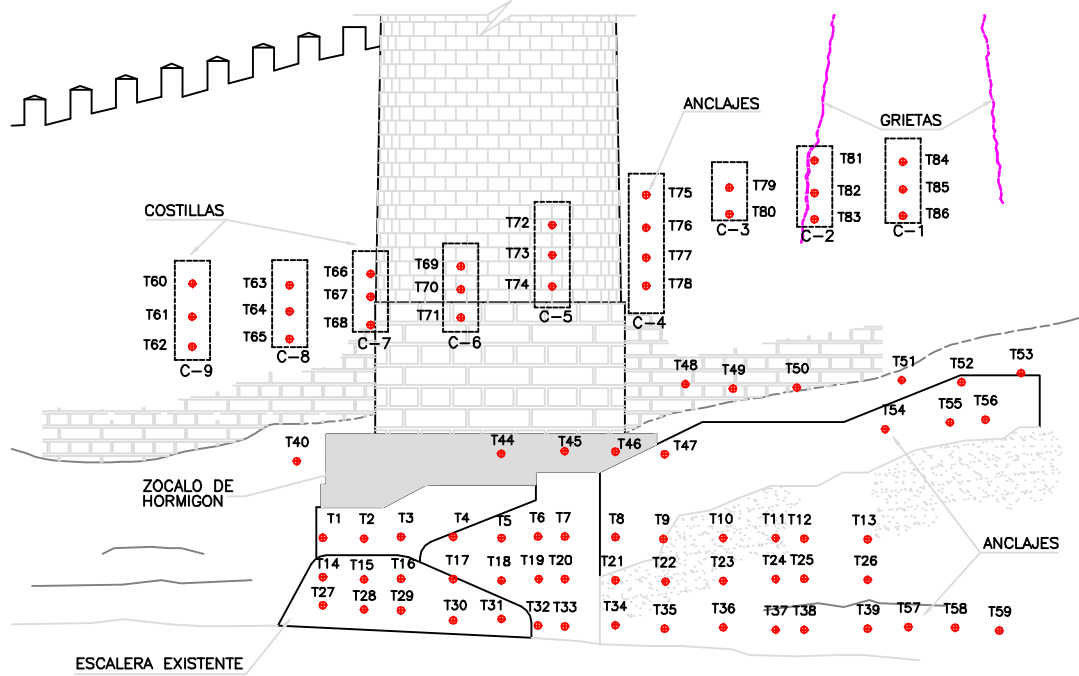 ANCLAJES
GRIETAS
T81
T84
T75
T79
T82
T85
T80
T83
T86
COSTILLAS
T72
T76
C-3
C-2
C-1
T73
T77
T69
T66
T60
T63
T70
T74
T78
T67
T61
T64
T71
C-5
T68
C-4
T62
T65
C-7
C-6
C-8
C-9
T48
T49
T50
T51
T52
T53
T54
T55
T56
T40
T44
T45
T46
T47
ZOCALO DE
HORMIGON
T1
T2
T3
T4
T5
T6
T7
T8
T9
T10
T11
T12
T13
ANCLAJES
T14
T15
T16
T17
T18
T19
T20
T21
T22
T23
T24
T25
T26
T27
T28
T29
T30
T31
T32
T33
T34
T35
T36
T37
T38
T39
T57
T58
T59
ESCALERA EXISTENTE